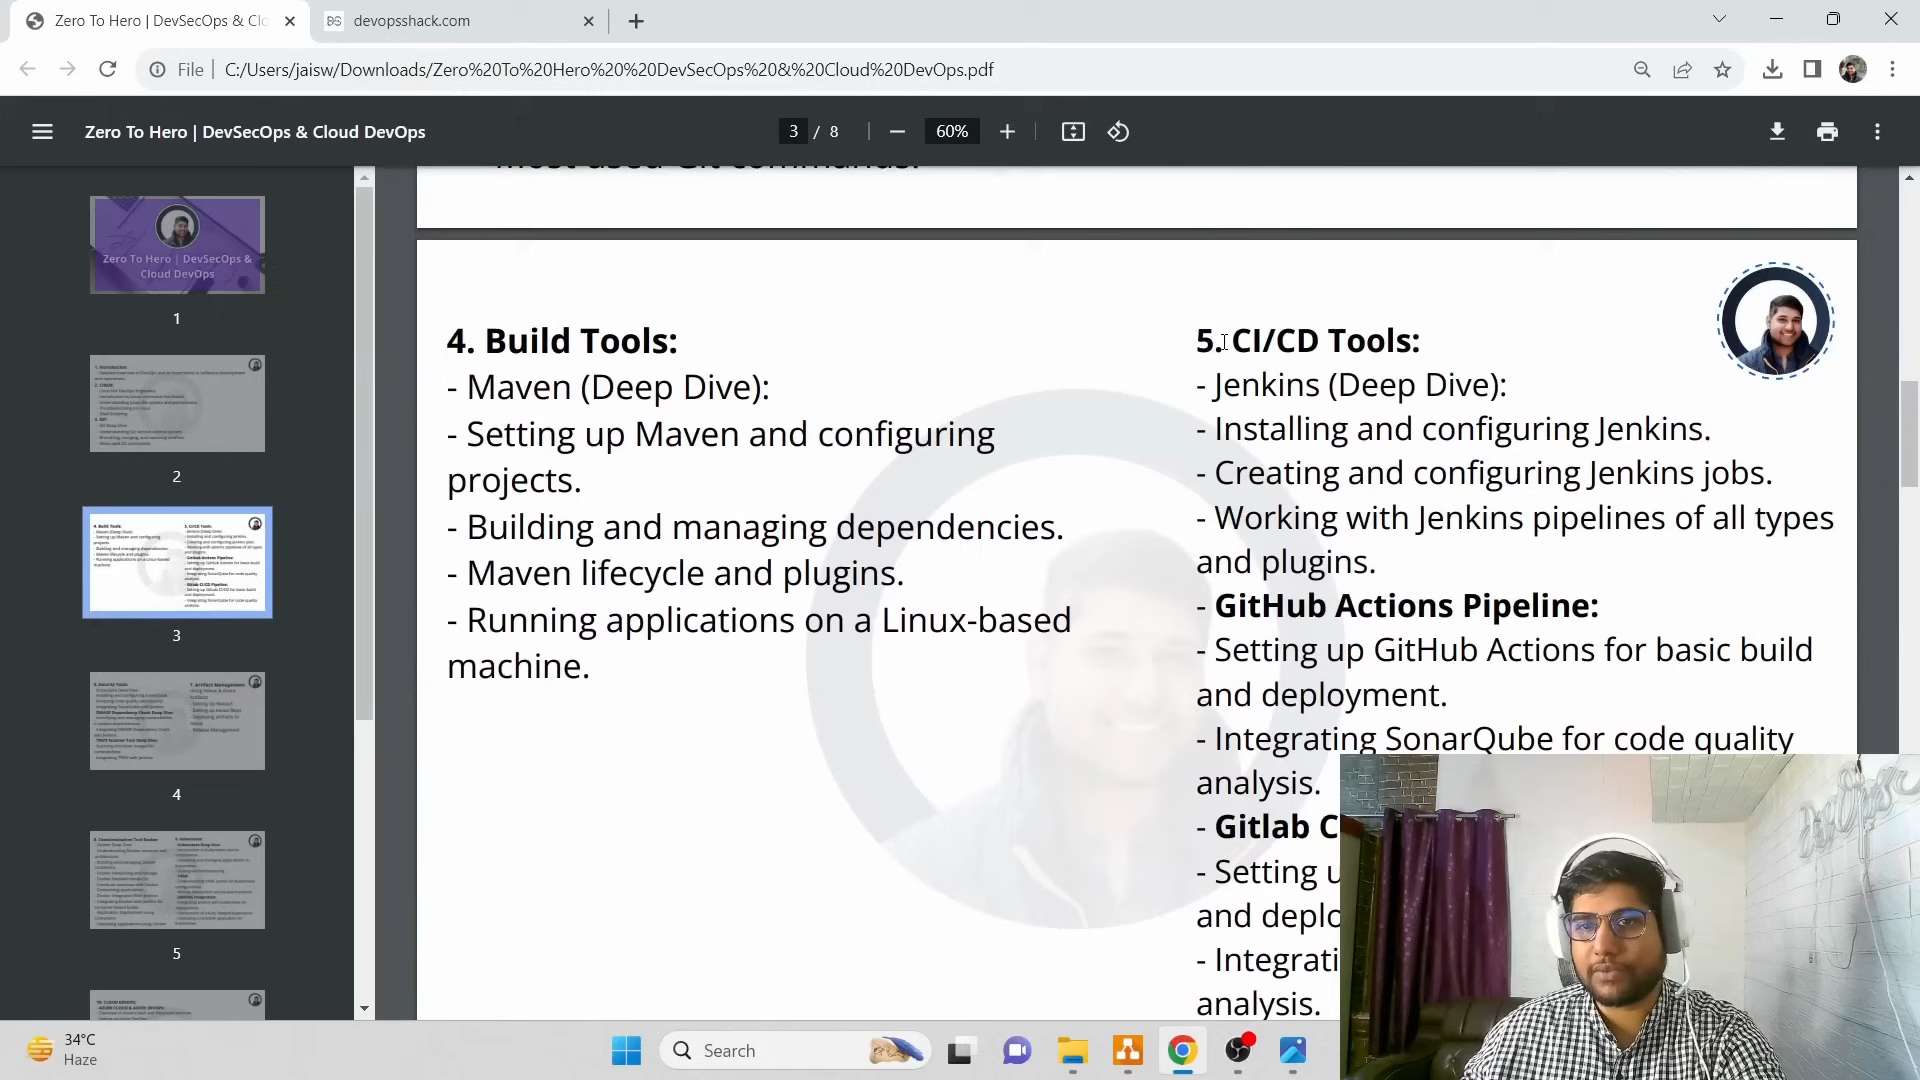 Zero To Hero | DevSecOps & Clo
devopsshack.com
File
C:/Users/jaisw/Downloads/Zero%20To%20Hero%20%20DevSecOps%20&%20Cloud%20DevOps.pdf
Zero To Hero | DevSecOps & Cloud DevOps
3 / 8
60%
Most used Git commands.
Zero To Hero | DevSecOps &
Cloud DevOps
1
2
3
4
5
4. Build Tools:
- Maven (Deep Dive):
- Setting up Maven and configuring
projects.
- Building and managing dependencies.
- Maven lifecycle and plugins.
- Running applications on a Linux-based
machine.
5. CI/CD Tools:
- Jenkins (Deep Dive):
- Installing and configuring Jenkins.
- Creating and configuring Jenkins jobs.
- Working with Jenkins pipelines of all types
and plugins.
- GitHub Actions Pipeline:
- Setting up GitHub Actions for basic build
and deployment.
- Integrating SonarQube for code quality
analysis.
- Gitlab C
- Setting u
and deplo
- Integrati
analysis.
34°C
Haze
Search